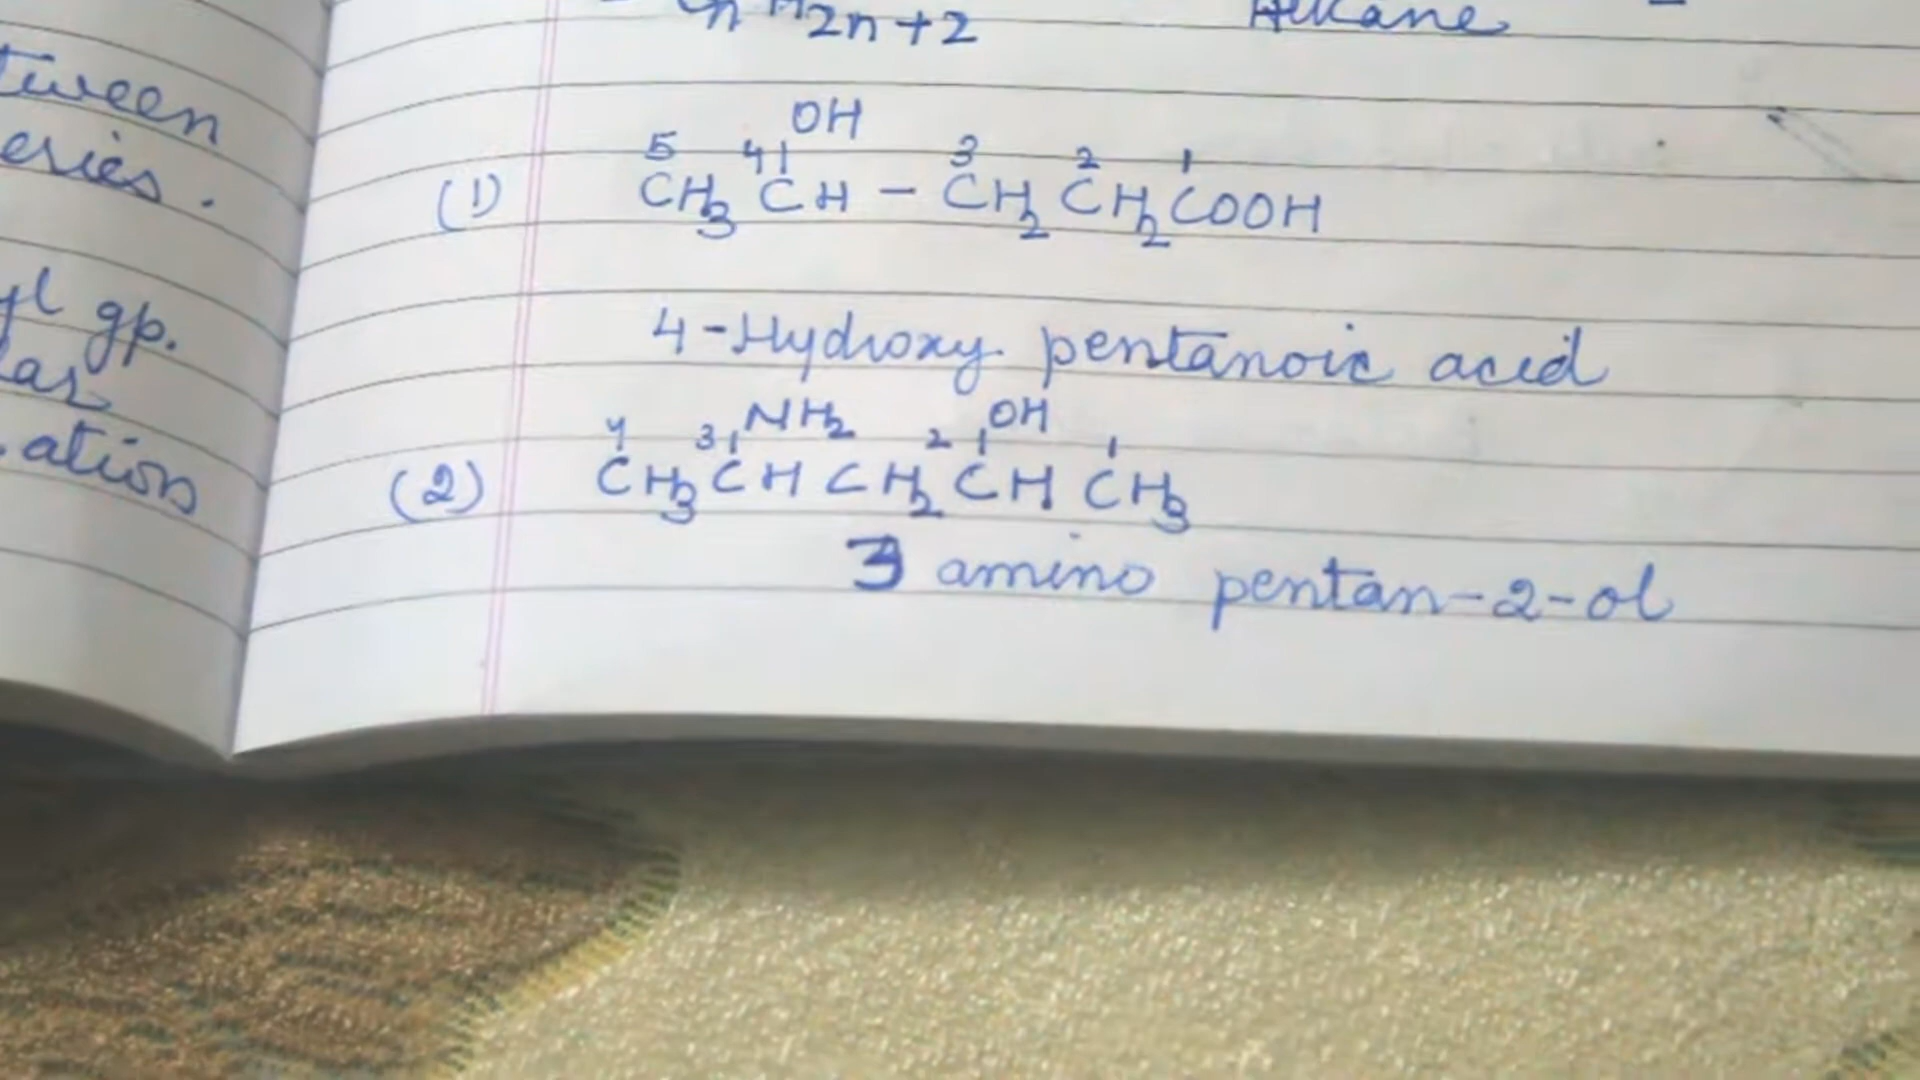 tween
eries.
yl gp.
ation
2n+2 Alkane
OH
5 4 3 2 1
(1) CH3 CH - CH2 CH2 COOH
4-Hydroxy pentanoic acid
NH2 OH
4 3 2 1
(2) CH3 CH CH2 CH CH3
3 amino pentan-2-ol